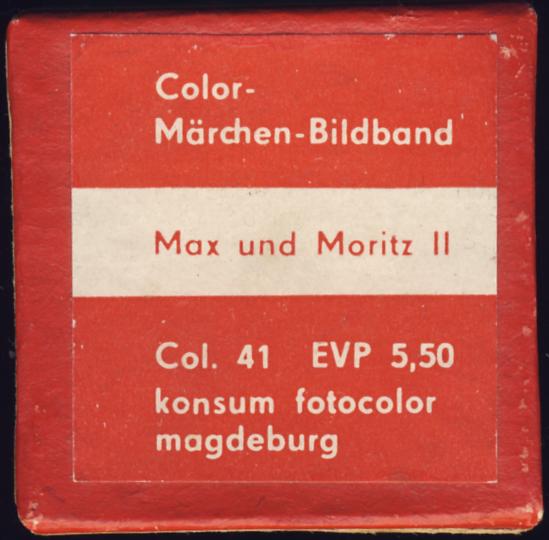 Color-
Märchen-Bildband
Max und Moritz II
Col. 41 EVP 5,50
konsum fotocolor
magdeburg